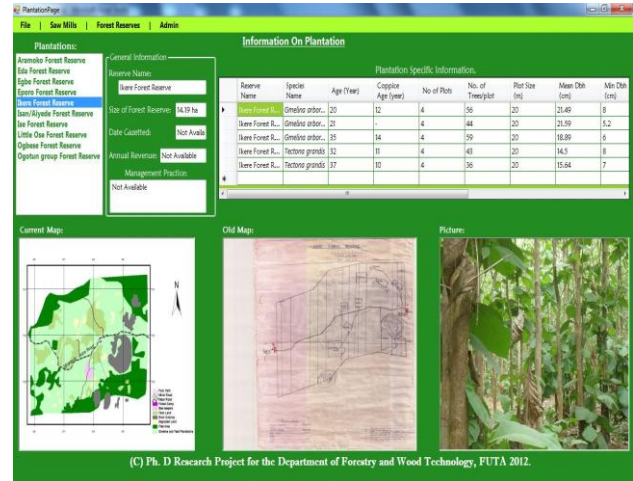 PlantationPage
File | Saw Mills | Forest Reserves | Admin
Information On Plantation
Plantations:
Aramoko Forest Reserve
Eda Forest Reserve
Egbe Forest Reserve
Eporo Forest Reserve
Ikere Forest Reserve
Isan/Aiyede Forest Reserve
Ise Forest Reserve
Little Ose Forest Reserve
Ogbese Forest Reserve
Ogotun group Forest Reserve
General Information
Reserve Name:
Ikere Forest Reserve
Size of Forest Reserve: 14.19 ha
Date Gazetted: Not Availa
Annual Revenue: Not Available
Management Practice:
Not Available
Plantation Specific Information.
Reserve Name Species Name Age (Year) Coppice Age (year) No of Plots No. of Trees/plot Plot Size (m) Mean Dbh (cm) Min Dbh (cm)
Ikere Forest R... Gmelina arbor... 20 12 4 56 20 21.49 8
Ikere Forest R... Gmelina arbor... 21 - 4 44 20 21.59 5.2
Ikere Forest R... Gmelina arbor... 35 14 4 59 20 18.89 6
Ikere Forest R... Tectona grandis 32 11 4 43 20 14.5 8
Ikere Forest R... Tectona grandis 37 10 4 36 20 15.64 7
Current Map:
N
Old Map:
Picture:
(C) Ph. D Research Project for the Department of Forestry and Wood Technology, FUTA 2012.